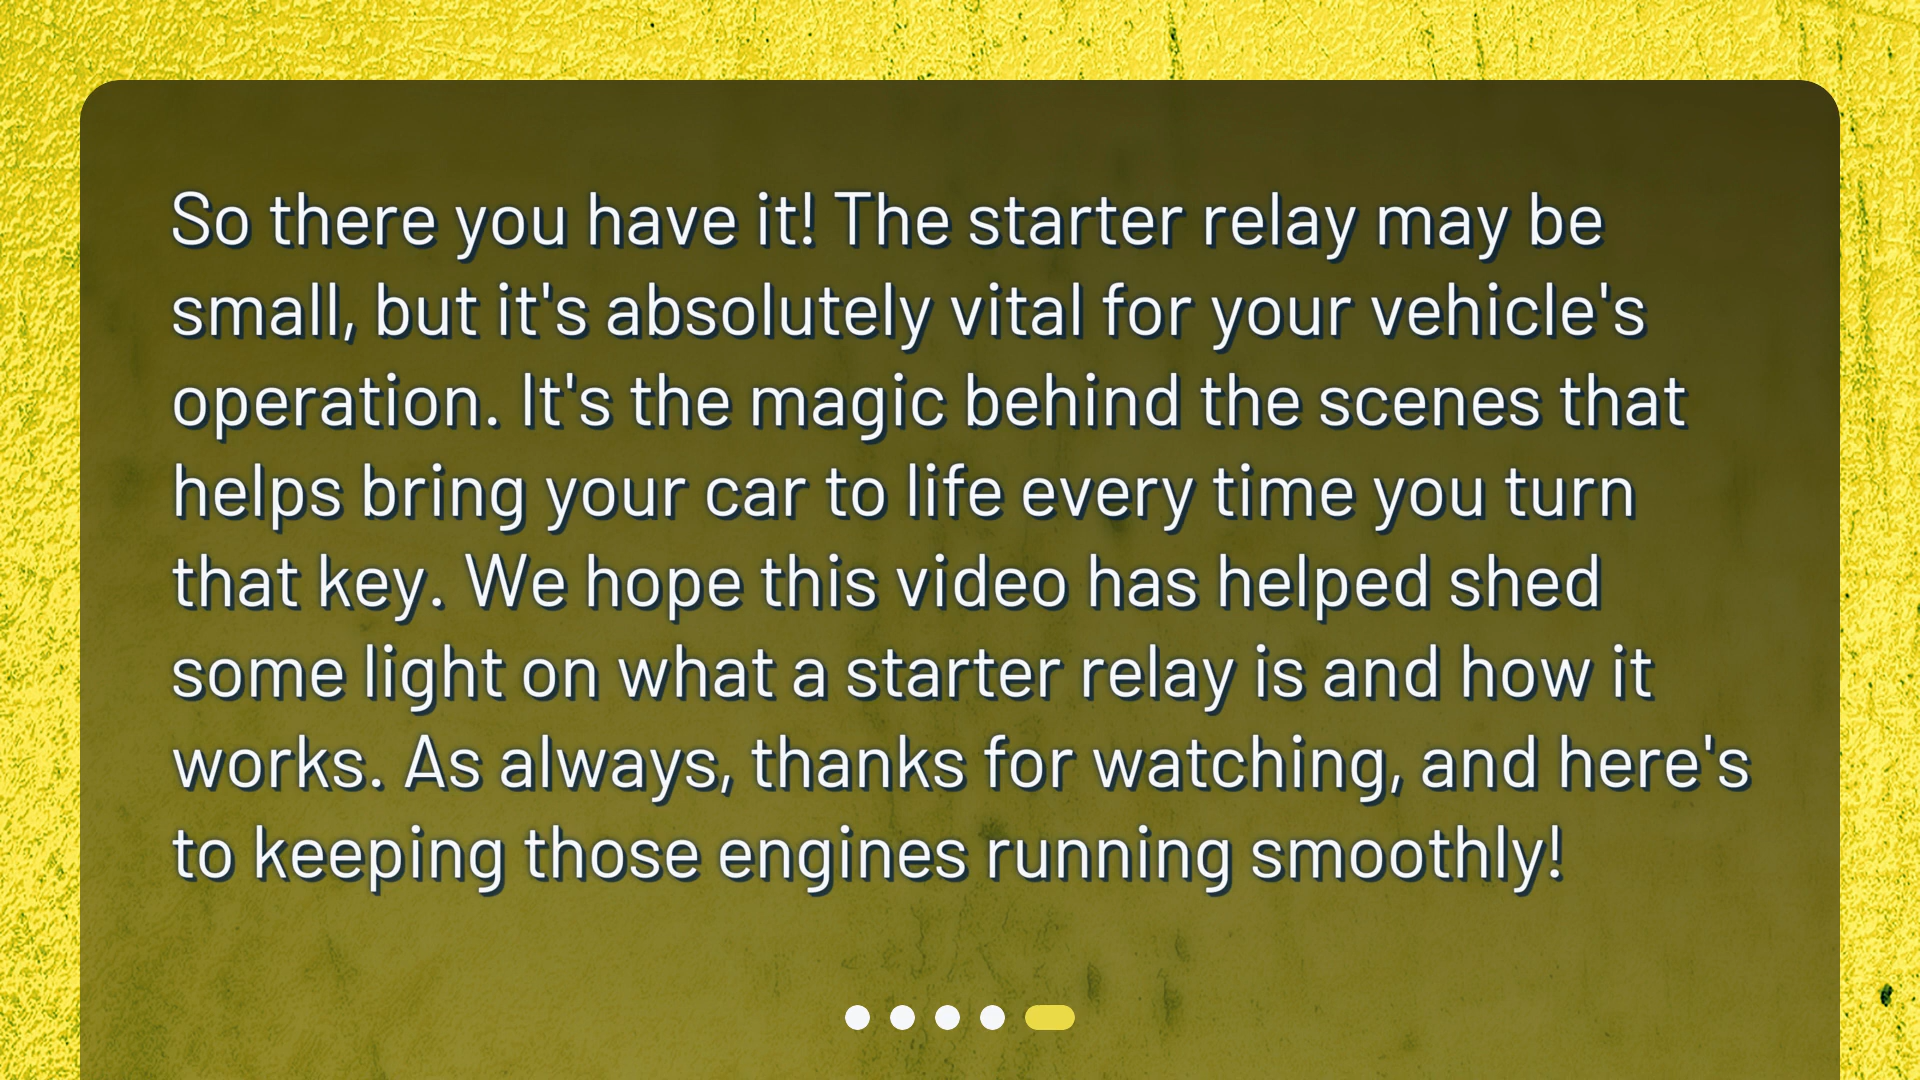 So there you have it! The starter relay may be
small, but it's absolutely vital for your vehicle's
operation. It's the magic behind the scenes that
helps bring your car to life every time you turn
that key. We hope this video has helped shed
some light on what a starter relay is and how it
works. As always, thanks for watching, and here's
to keeping those engines running smoothly!